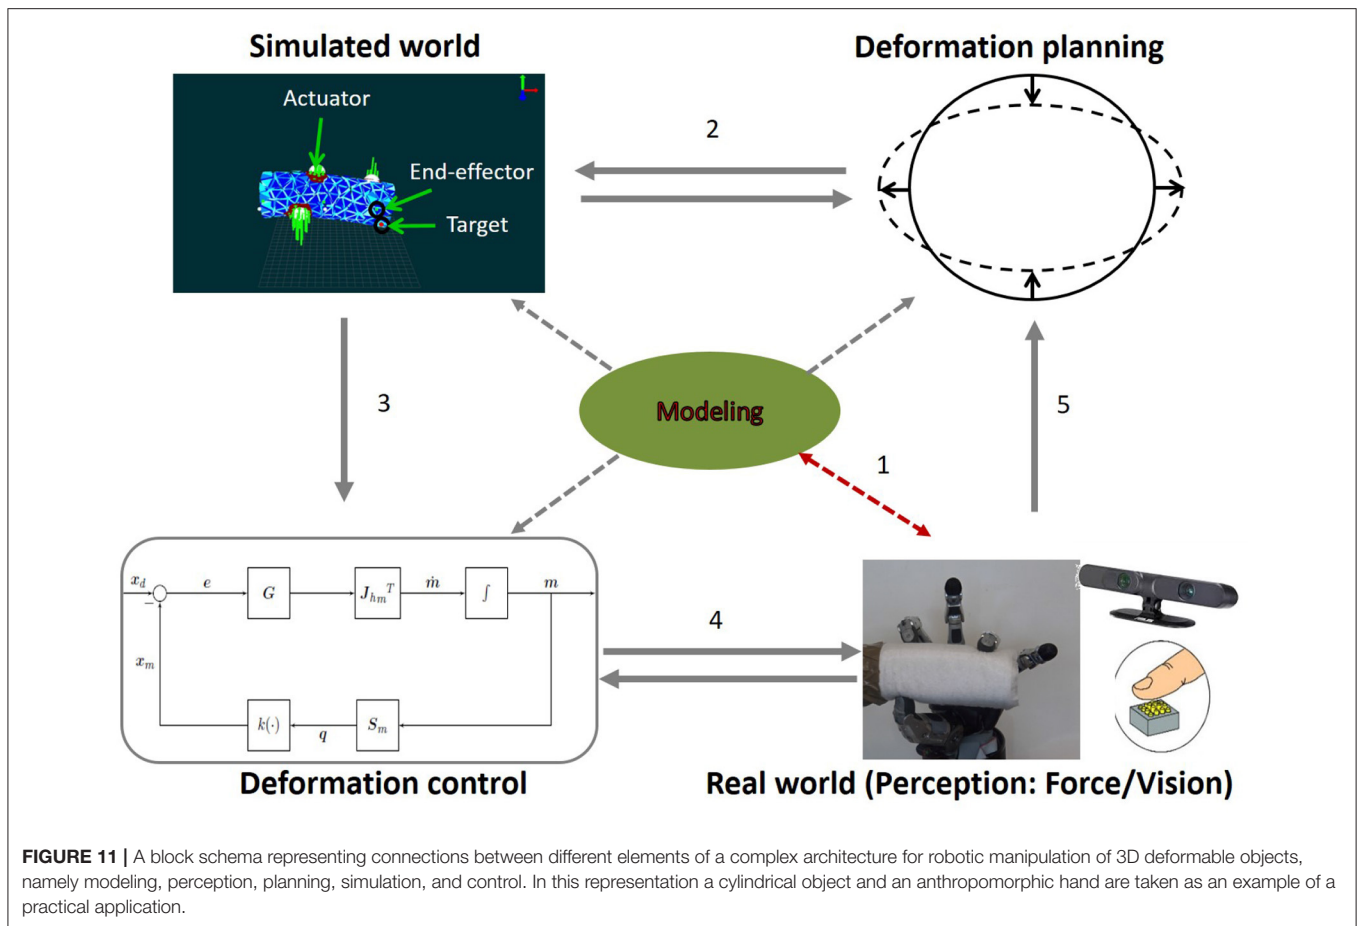 Simulated world
Deformation planning
Actuator
End-effector
Target
2
3
Modeling
1
5
x_d
−
e
G
J_{hm}^T
ṁ
∫
m
x_m
k(·)
q
S_m
4
Deformation control
Real world (Perception: Force/Vision)
FIGURE 11 | A block schema representing connections between different elements of a complex architecture for robotic manipulation of 3D deformable objects,
namely modeling, perception, planning, simulation, and control. In this representation a cylindrical object and an anthropomorphic hand are taken as an example of a
practical application.